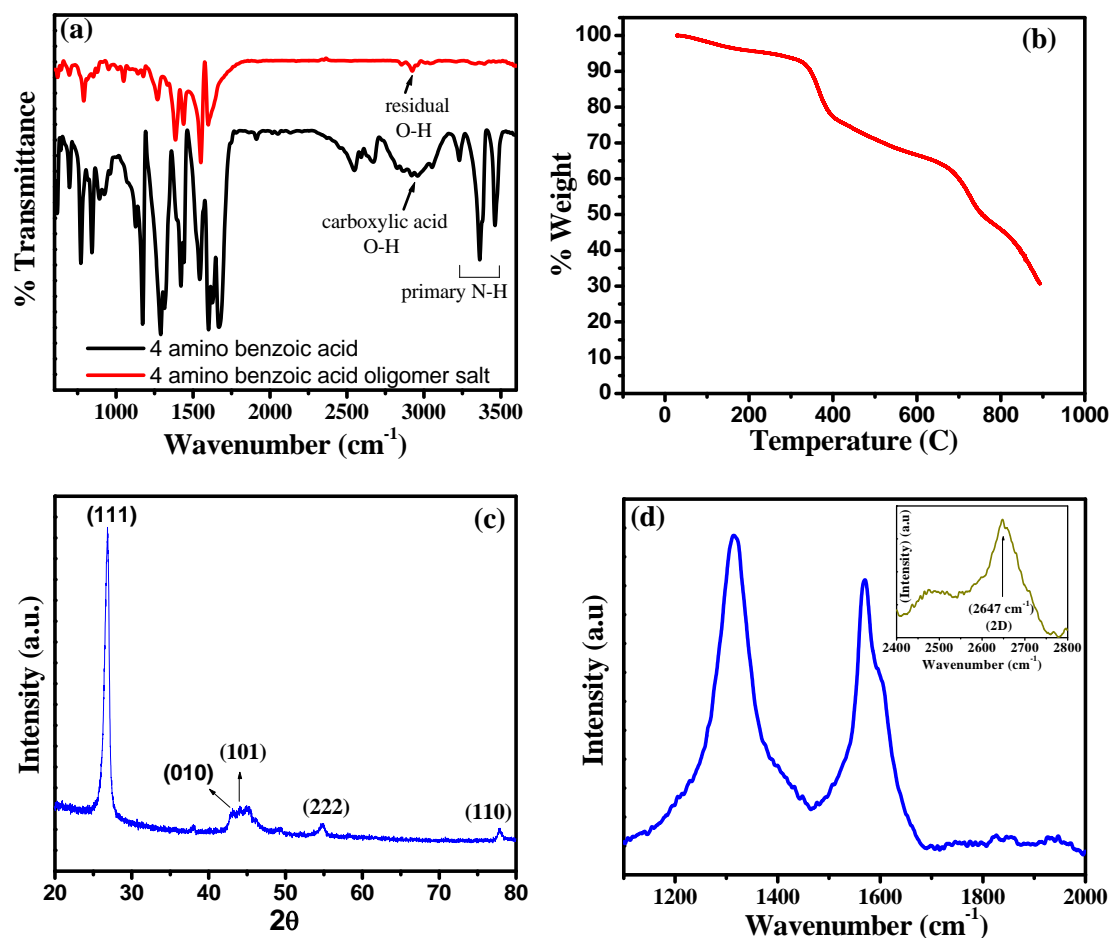 (a)
residual
O-H
carboxylic acid
O-H
primary N-H
4 amino benzoic acid
4 amino benzoic acid oligomer salt
% Transmittance
1000 1500 2000 2500 3000 3500
Wavenumber (cm⁻¹)
(b)
100
90
80
70
60
50
40
30
20
10
0
% Weight
0 200 400 600 800 1000
Temperature (C)
(c)
(111)
(010)
(101)
(222)
(110)
Intensity (a.u.)
20 30 40 50 60 70 80
2θ
(d)
Intensity (a.u)
1200 1400 1600 1800 2000
Wavenumber (cm⁻¹)
(Intensity) (a.u)
(2647 cm⁻¹)
(2D)
2400 2500 2600 2700 2800
Wavenumber (cm⁻¹)